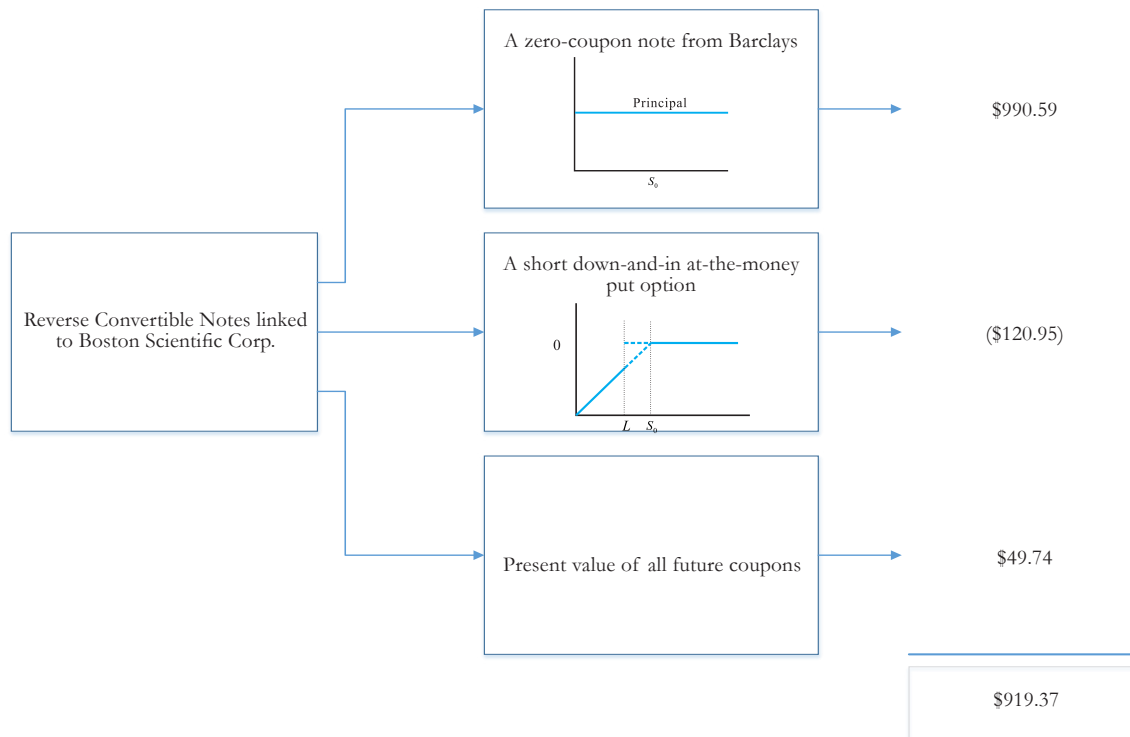 A zero-coupon note from Barclays
Principal
S₀
$990.59
Reverse Convertible Notes linked
to Boston Scientific Corp.
A short down-and-in at-the-money
put option
0
L S₀
($120.95)
Present value of all future coupons
$49.74
$919.37